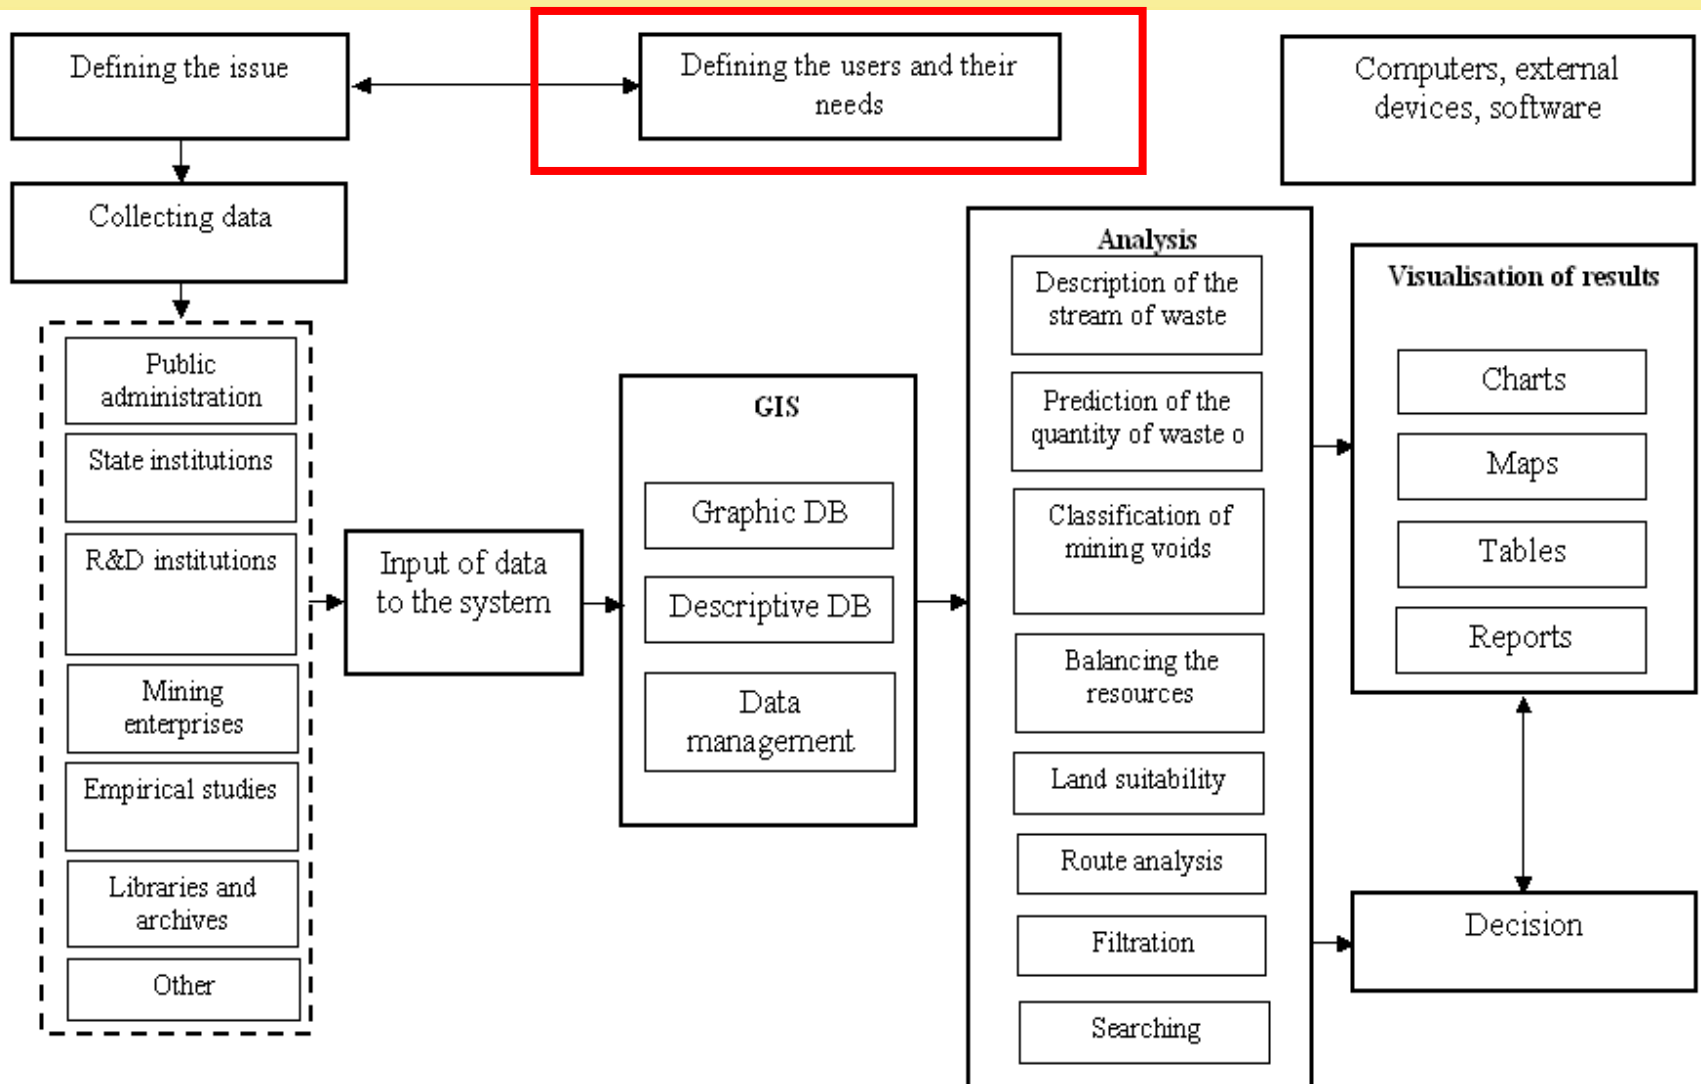 Defining the issue
Defining the users and their
needs
Computers, external
devices, software
Collecting data
Public
administration
State institutions
R&D institutions
Mining
enterprises
Empirical studies
Libraries and
archives
Other
Input of data
to the system
GIS
Graphic DB
Descriptive DB
Data
management
Analysis
Description of the
stream of waste
Prediction of the
quantity of waste o
Classification of
mining voids
Balancing the
resources
Land suitability
Route analysis
Filtration
Searching
Visualisation of results
Charts
Maps
Tables
Reports
Decision